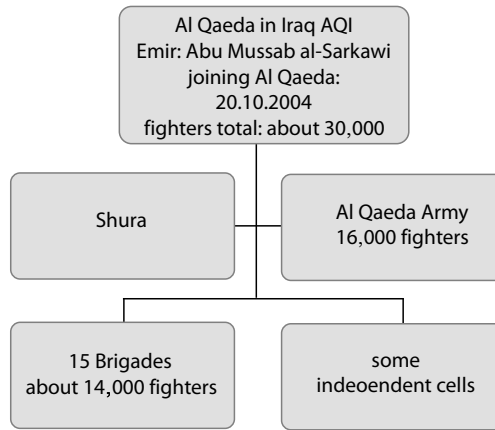 Al Qaeda in Iraq AQI
Emir: Abu Mussab al-Sarkawi
joining Al Qaeda:
20.10.2004
fighters total: about 30,000
Shura
Al Qaeda Army
16,000 fighters
15 Brigades
about 14,000 fighters
some
indeoendent cells